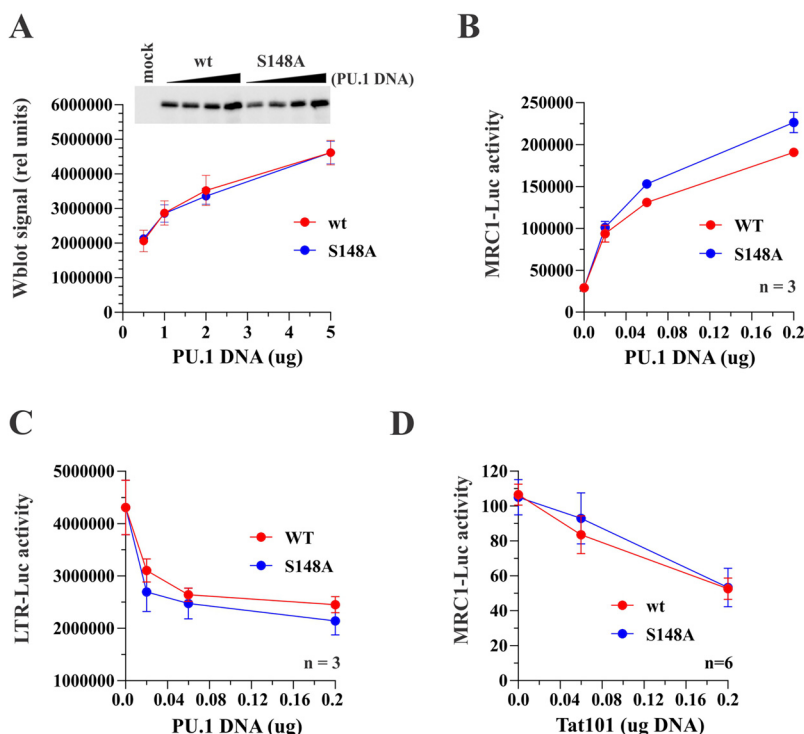 A
mock
wt
S148A
(PU.1 DNA)
Wblot signal (rel units)
6000000
5000000
4000000
3000000
2000000
1000000
0
wt
S148A
0
1
2
3
4
5
PU.1 DNA (ug)
B
MRC1-Luc activity
250000
200000
150000
100000
50000
0
WT
S148A
n = 3
0.0
0.04
0.08
0.12
0.16
0.2
PU.1 DNA (ug)
C
LTR-Luc activity
5000000
4000000
3000000
2000000
1000000
WT
S148A
n = 3
0.0
0.04
0.08
0.12
0.16
0.2
PU.1 DNA (ug)
D
MRC1-Luc activity
120
100
80
60
40
20
0
wt
S148A
n=6
0.0
0.04
0.08
0.12
0.16
0.2
Tat101 (ug DNA)